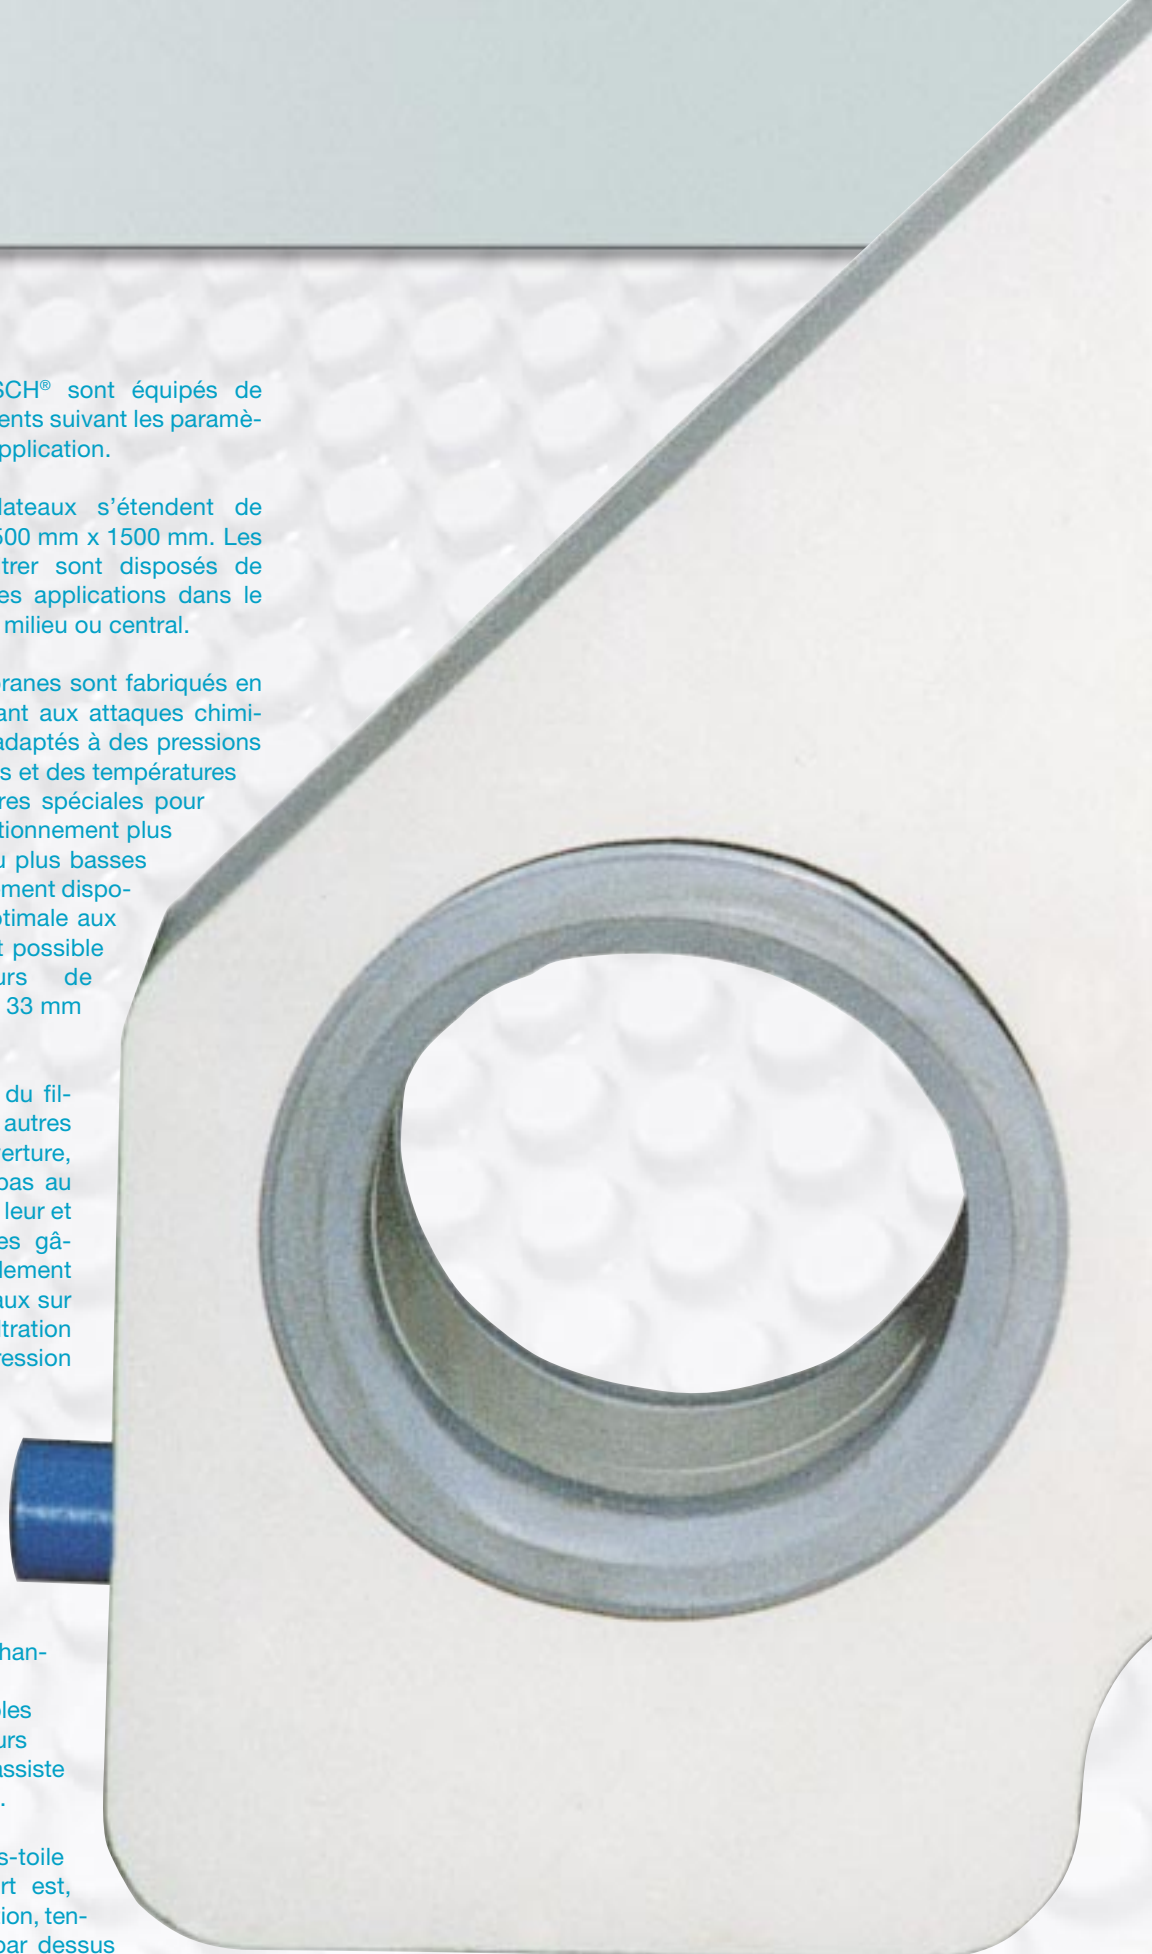 SCH® sont équipés de
ents suivant les paramè-
pplication.
lateaux s’étendent de
500 mm x 1500 mm. Les
trer sont disposés de
es applications dans le
milieu ou central.
ranes sont fabriqués en
ant aux attaques chimi-
adaptés à des pressions
s et des températures
res spéciales pour
tionnement plus
u plus basses
ment dispo-
ptimale aux
t possible
urs de
33 mm
du fil-
autres
verture,
pas au
leur et
es gâ-
lement
aux sur
tration
ression
han-
les
urs
assiste
.
s-toile
rt est,
ion, ten-
par dessus